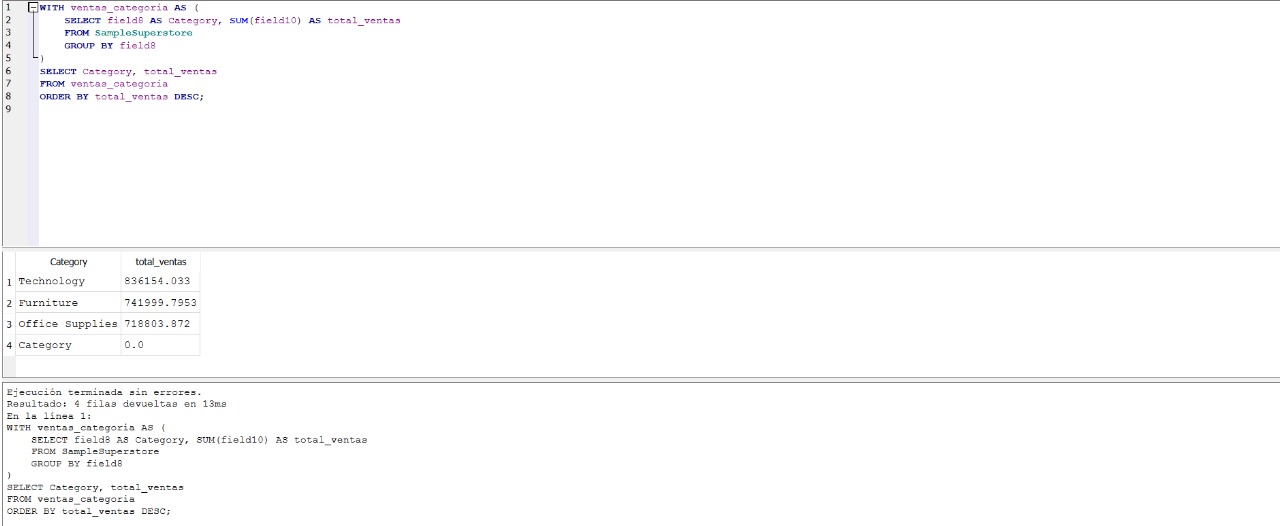 1 WITH ventas_categoria AS (
2 SELECT field8 AS Category, SUM(field10) AS total_ventas
3 FROM SampleSuperstore
4 GROUP BY field8
5 )
6 SELECT Category, total_ventas
7 FROM ventas_categoria
8 ORDER BY total_ventas DESC;
9
Category total_ventas
1 Technology 836154.033
2 Furniture 741999.7953
3 Office Supplies 718803.872
4 Category 0.0
Ejecución terminada sin errores.
Resultado: 4 filas devueltas en 13ms
En la línea 1:
WITH ventas_categoria AS (
SELECT field8 AS Category, SUM(field10) AS total_ventas
FROM SampleSuperstore
GROUP BY field8
)
SELECT Category, total_ventas
FROM ventas_categoria
ORDER BY total_ventas DESC;